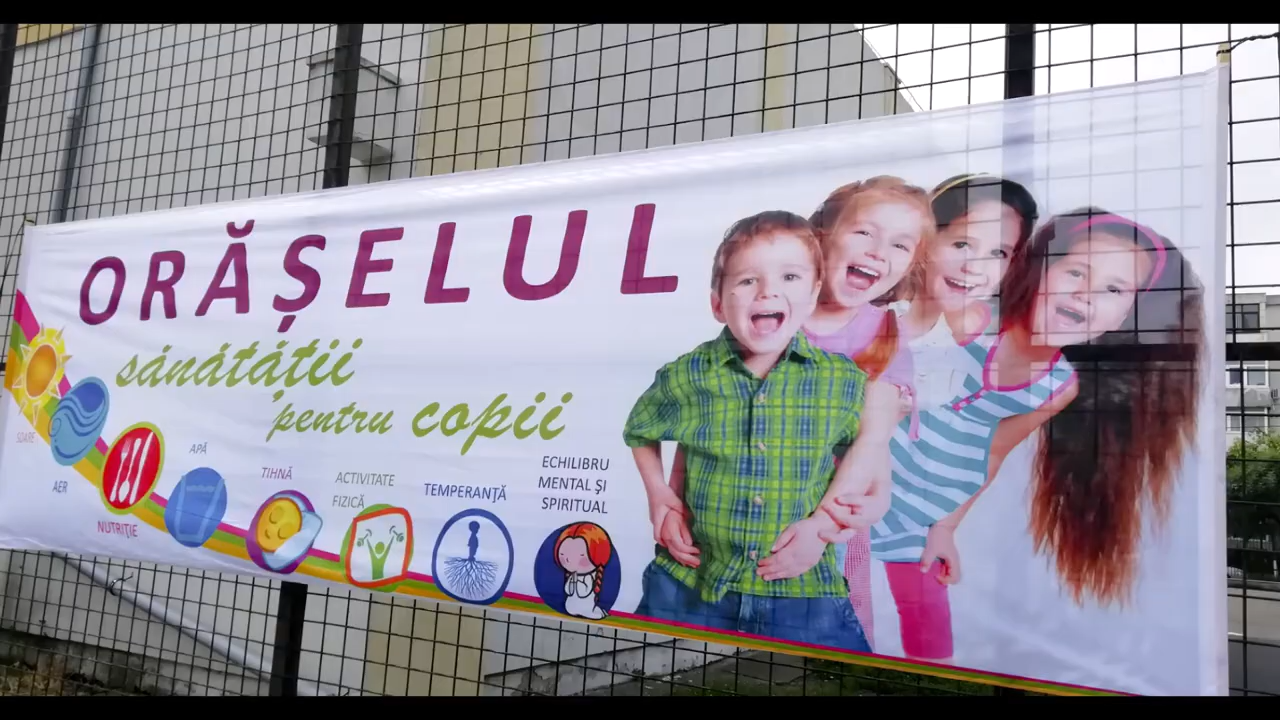 ORĂȘELUL
sănătății
pentru copii
SOARE
AER
NUTRIȚIE
APĂ
TIHNĂ
ACTIVITATE
FIZICĂ
TEMPERANȚĂ
ECHILIBRU
MENTAL ȘI
SPIRITUAL